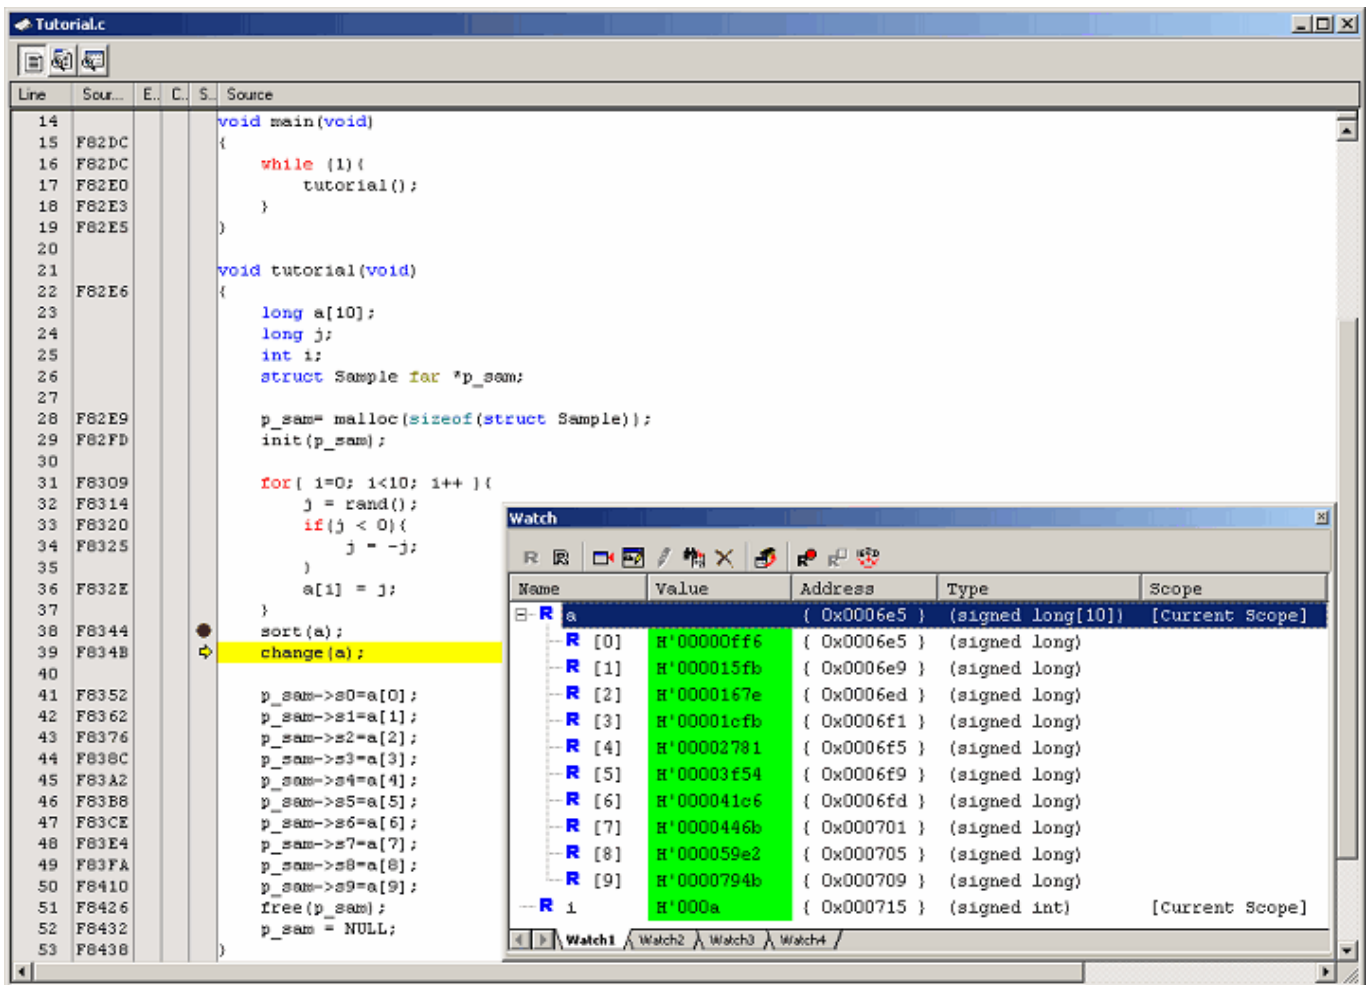 Tutorial.c
Line Sour... E.. C.. S.. Source
14 void main(void)
15 F82DC {
16 F82DC while (1){
17 F82E0 tutorial();
18 F82E3 }
19 F82E5 }
20
21 void tutorial(void)
22 F82E6 {
23 long a[10];
24 long j;
25 int i;
26 struct Sample far *p_sam;
27
28 F82E9 p_sam= malloc(sizeof(struct Sample));
29 F82FD init(p_sam);
30
31 F8309 for( i=0; i<10; i++ ){
32 F8314 j = rand();
33 F8320 if(j < 0){
34 F8325 j = -j;
35 }
36 F832E a[i] = j;
37 }
38 F8344 sort(a);
39 F834B change(a);
40
41 F8352 p_sam->s0=a[0];
42 F8362 p_sam->s1=a[1];
43 F8376 p_sam->s2=a[2];
44 F838C p_sam->s3=a[3];
45 F83A2 p_sam->s4=a[4];
46 F83B8 p_sam->s5=a[5];
47 F83CE p_sam->s6=a[6];
48 F83E4 p_sam->s7=a[7];
49 F83FA p_sam->s8=a[8];
50 F8410 p_sam->s9=a[9];
51 F8426 free(p_sam);
52 F8432 p_sam = NULL;
53 F8438 }
Watch
Name Value Address Type Scope
R a { 0x0006e5 } (signed long[10]) [Current Scope]
R [0] H'00000ff6 { 0x0006e5 } (signed long)
R [1] H'000015fb { 0x0006e9 } (signed long)
R [2] H'0000167e { 0x0006ed } (signed long)
R [3] H'00001cfb { 0x0006f1 } (signed long)
R [4] H'00002781 { 0x0006f5 } (signed long)
R [5] H'00003f54 { 0x0006f9 } (signed long)
R [6] H'000041c6 { 0x0006fd } (signed long)
R [7] H'0000446b { 0x000701 } (signed long)
R [8] H'000059e2 { 0x000705 } (signed long)
R [9] H'0000794b { 0x000709 } (signed long)
R i H'000a { 0x000715 } (signed int) [Current Scope]
Watch1 Watch2 Watch3 Watch4